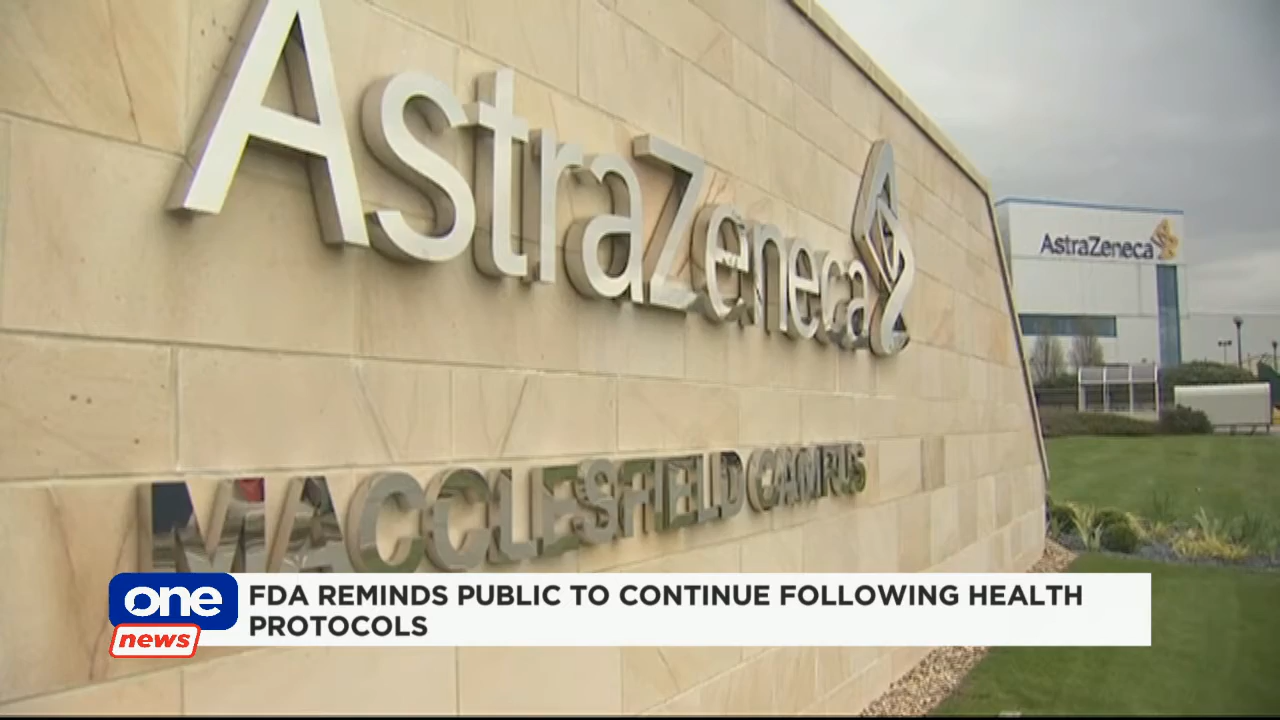 AstraZeneca
AstraZeneca
MACCLESFIELD CAMPUS
one
news
FDA REMINDS PUBLIC TO CONTINUE FOLLOWING HEALTH
PROTOCOLS